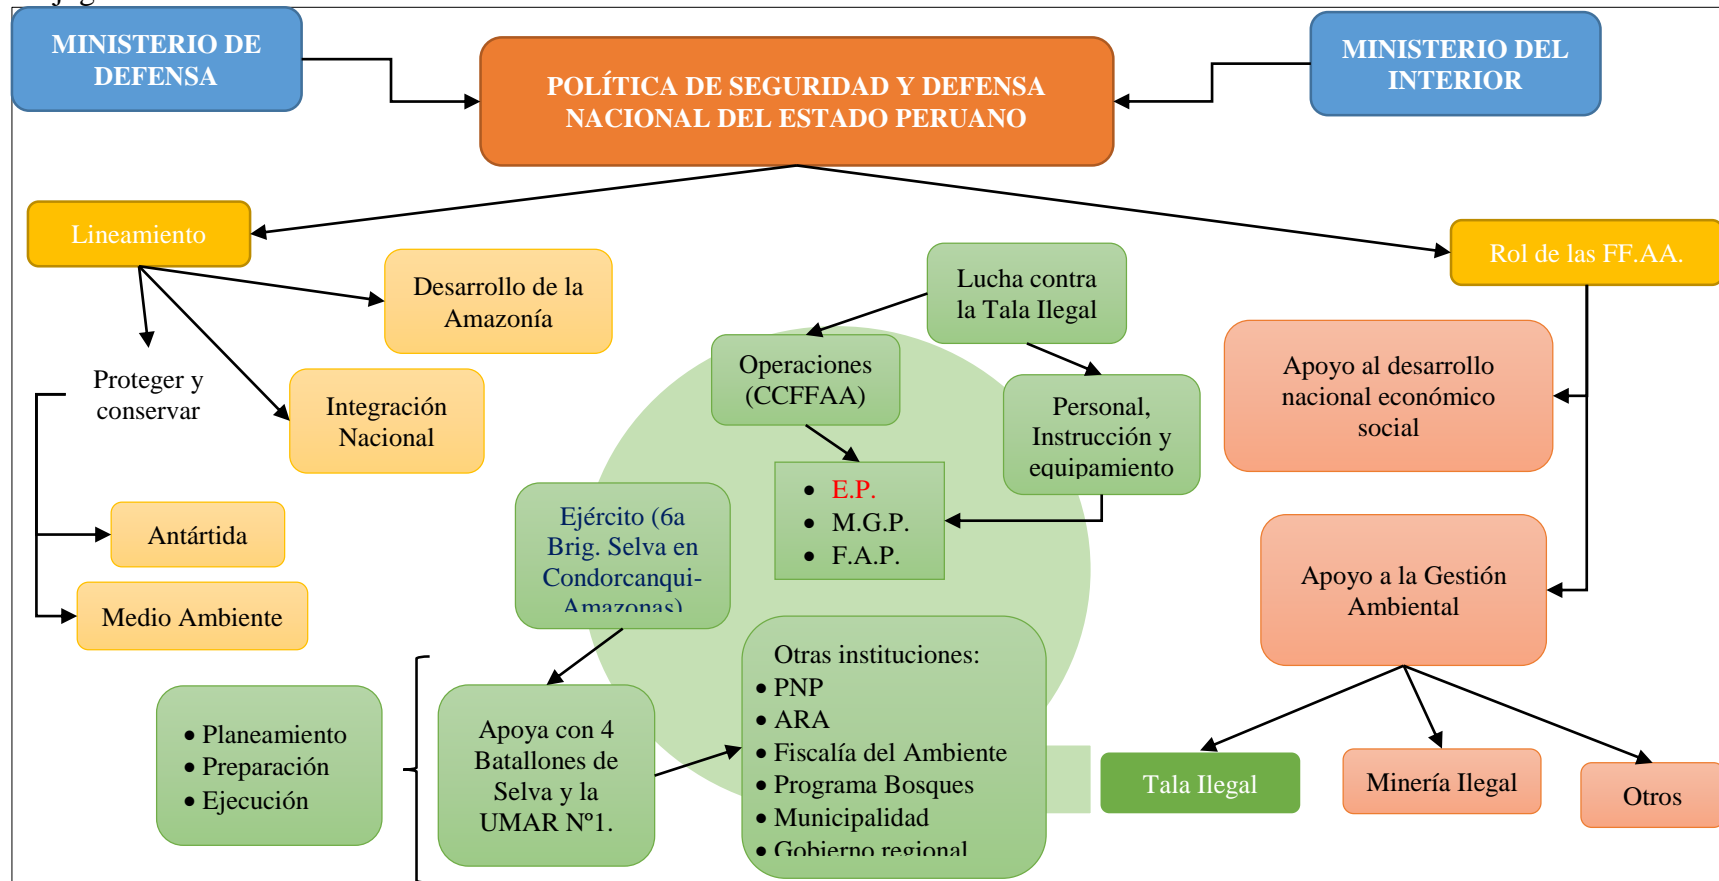 MINISTERIO DE
DEFENSA
POLÍTICA DE SEGURIDAD Y DEFENSA
NACIONAL DEL ESTADO PERUANO
MINISTERIO DEL
INTERIOR
Lineamiento
Rol de las FF.AA.
Desarrollo de la
Amazonía
Proteger y
conservar
Integración
Nacional
Antártida
Medio Ambiente
Lucha contra
la Tala Ilegal
Operaciones
(CCFFAA)
Personal,
Instrucción y
equipamiento
• E.P.
• M.G.P.
• F.A.P.
Ejército (6a
Brig. Selva en
Condorcanqui-
Amazonas)
• Planeamiento
• Preparación
• Ejecución
Apoya con 4
Batallones de
Selva y la
UMAR Nº1.
Otras instituciones:
• PNP
• ARA
• Fiscalía del Ambiente
• Programa Bosques
• Municipalidad
• Gobierno regional
Apoyo al desarrollo
nacional económico
social
Apoyo a la Gestión
Ambiental
Tala Ilegal
Minería Ilegal
Otros